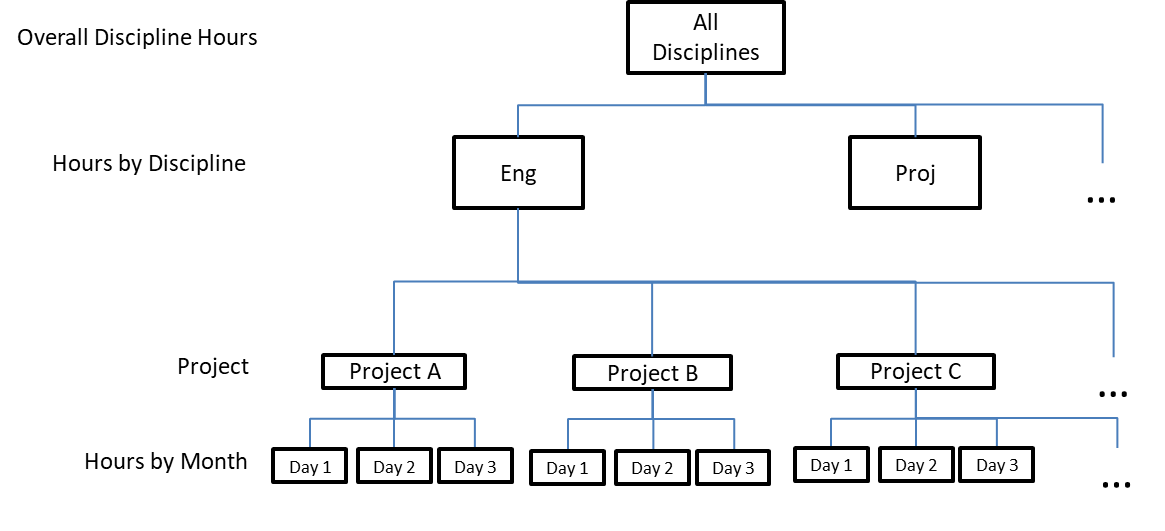 Overall Discipline Hours
All
Disciplines
Hours by Discipline
Eng
Proj
...
Project
Project A
Project B
Project C
...
Hours by Month
Day 1
Day 2
Day 3
Day 1
Day 2
Day 3
Day 1
Day 2
Day 3
...